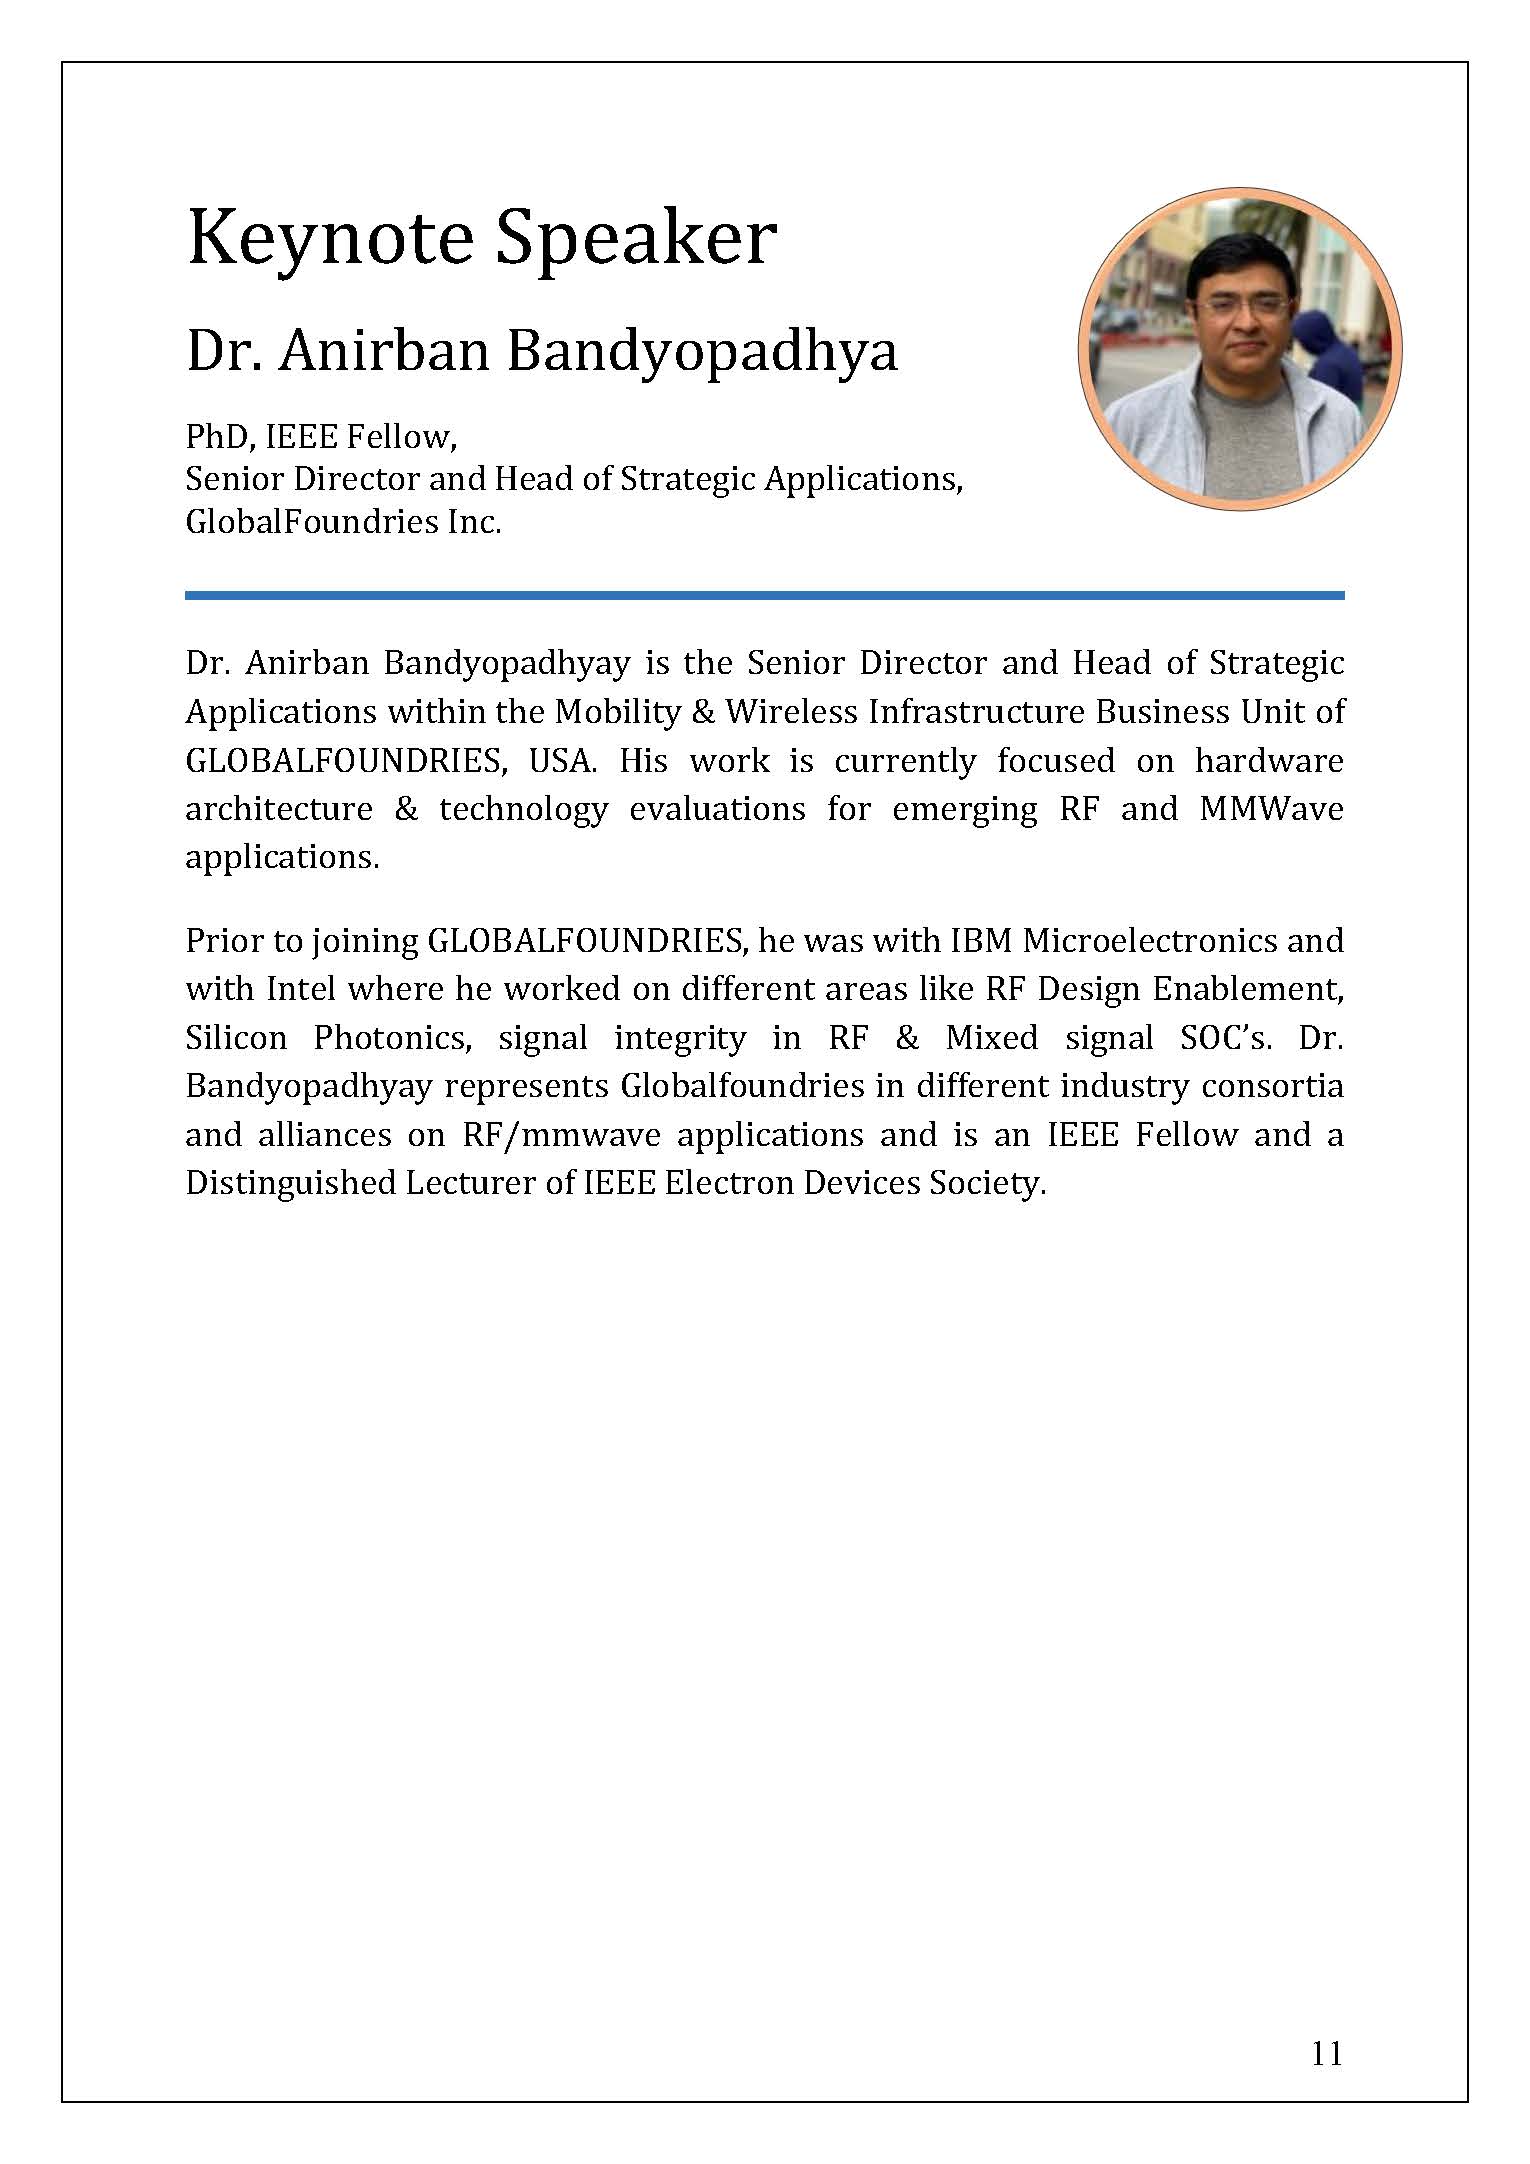 Keynote Speaker
Dr. Anirban Bandyopadhya
PhD, IEEE Fellow,
Senior Director and Head of Strategic Applications,
GlobalFoundries Inc.
Dr. Anirban Bandyopadhyay is the Senior Director and Head of Strategic
Applications within the Mobility & Wireless Infrastructure Business Unit of
GLOBALFOUNDRIES, USA. His work is currently focused on hardware
architecture & technology evaluations for emerging RF and MMWave
applications.
Prior to joining GLOBALFOUNDRIES, he was with IBM Microelectronics and
with Intel where he worked on different areas like RF Design Enablement,
Silicon Photonics, signal integrity in RF & Mixed signal SOC’s. Dr.
Bandyopadhyay represents Globalfoundries in different industry consortia
and alliances on RF/mmwave applications and is an IEEE Fellow and a
Distinguished Lecturer of IEEE Electron Devices Society.
11